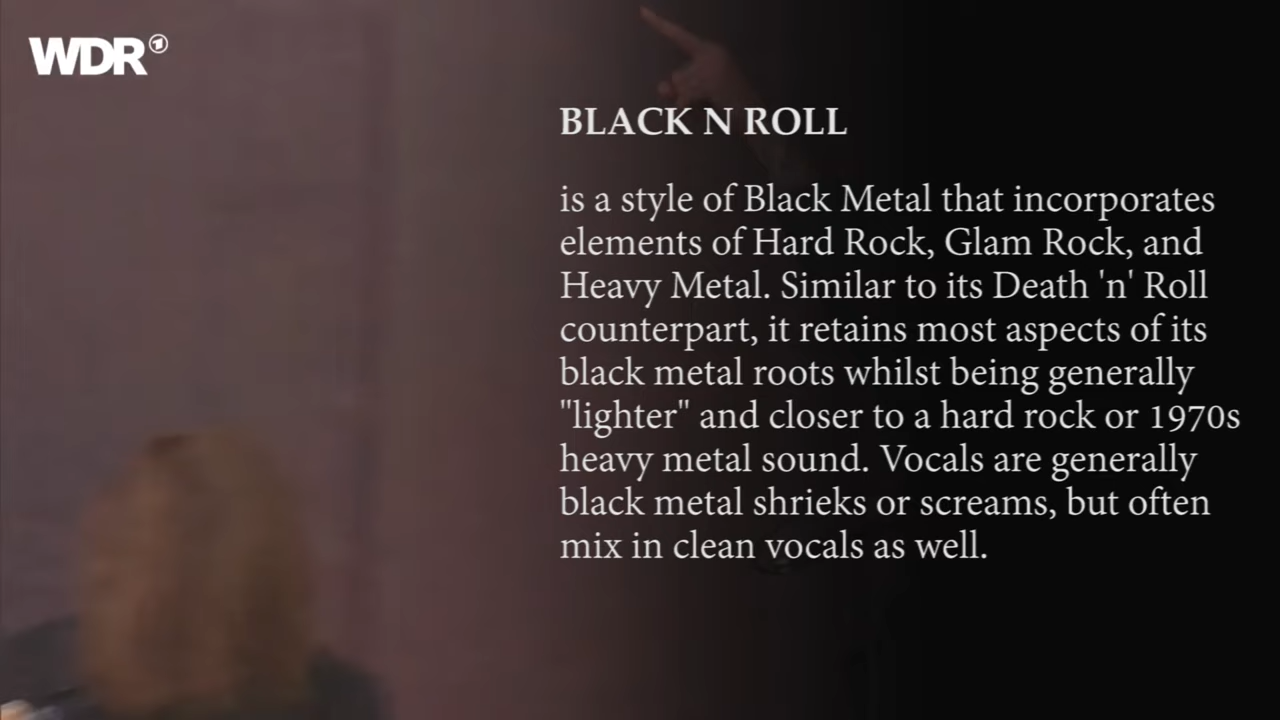 WDR
BLACK N ROLL
is a style of Black Metal that incorporates
elements of Hard Rock, Glam Rock, and
Heavy Metal. Similar to its Death 'n' Roll
counterpart, it retains most aspects of its
black metal roots whilst being generally
"lighter" and closer to a hard rock or 1970s
heavy metal sound. Vocals are generally
black metal shrieks or screams, but often
mix in clean vocals as well.